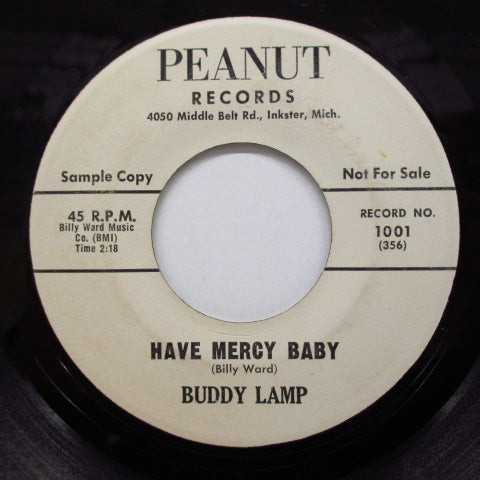 PEANUT
RECORDS
4050 Middle Belt Rd., Inkster, Mich.
Sample Copy
Not For Sale
45 R.P.M.
Billy Ward Music
Co. (BMI)
Time 2:18
RECORD NO.
1001
(356)
HAVE MERCY BABY
(Billy Ward)
BUDDY LAMP